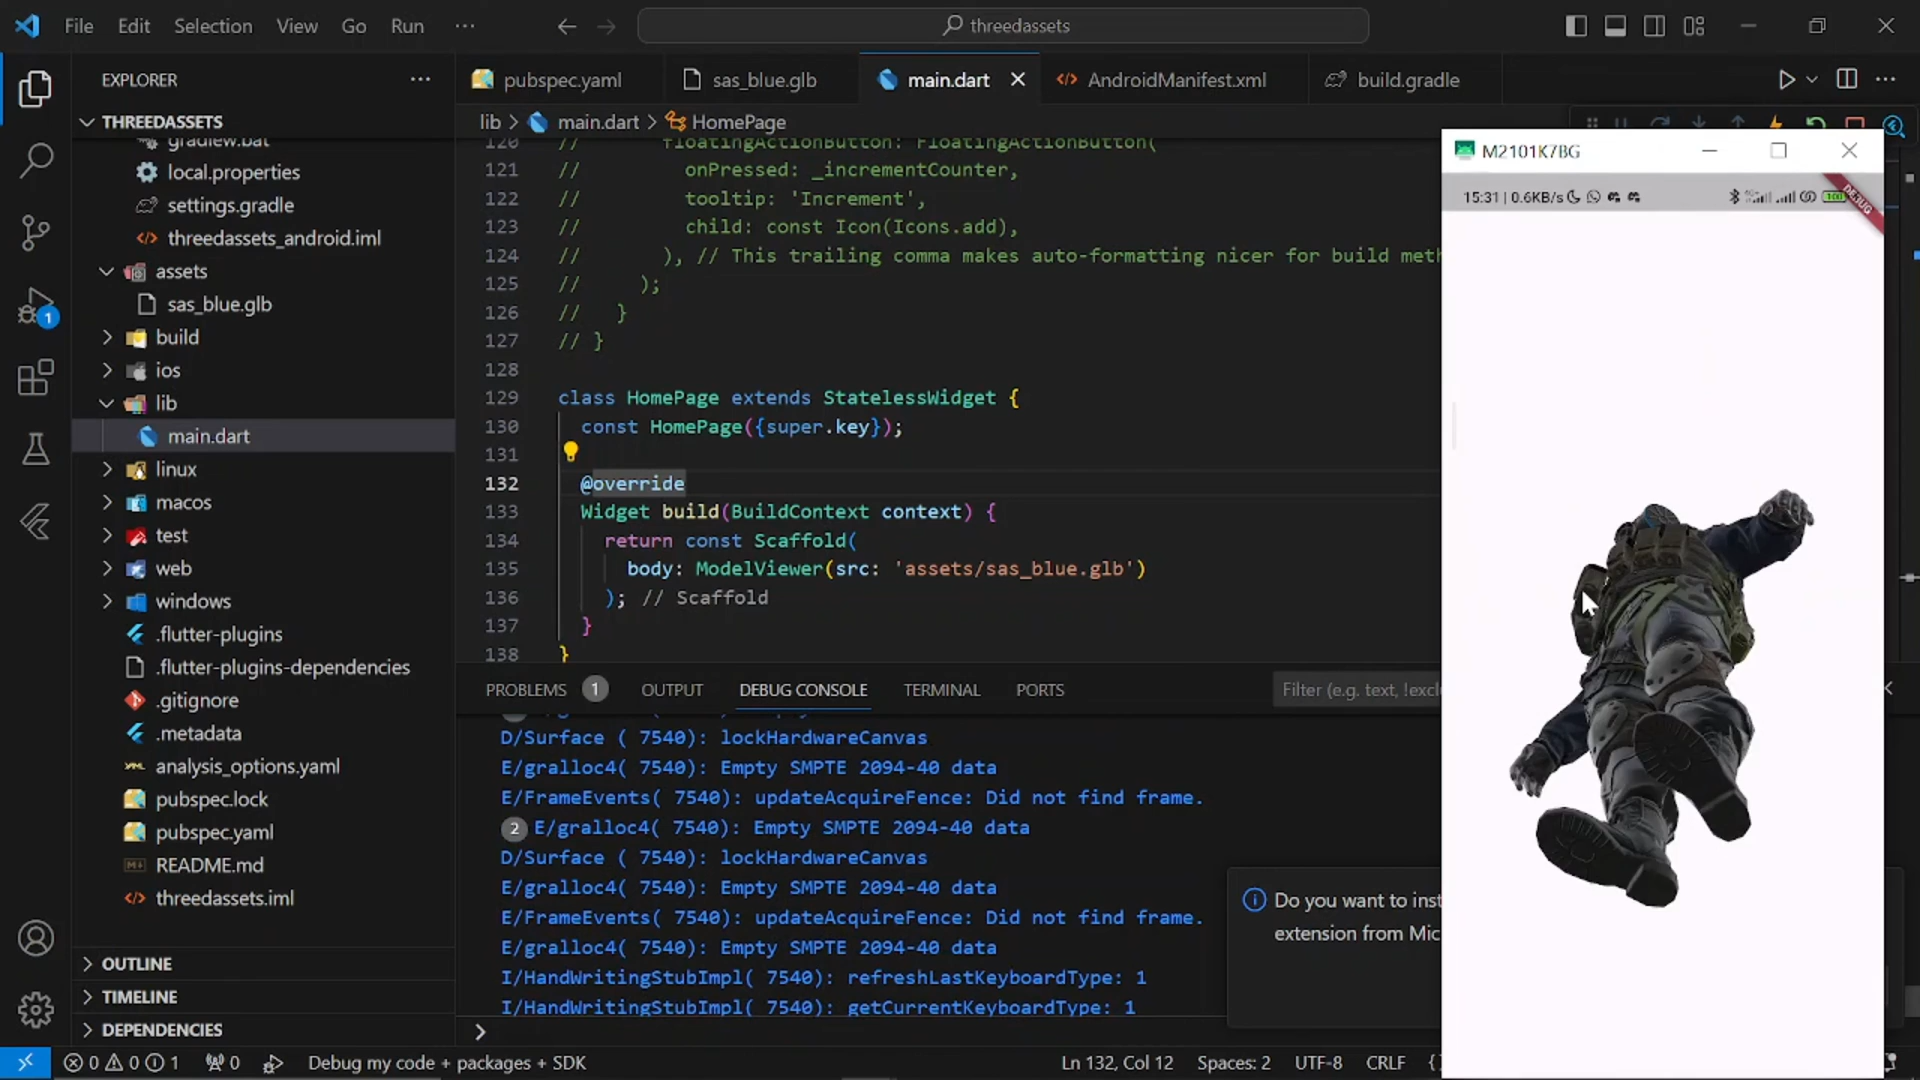 File Edit Selection View Go Run ··· threedassets
EXPLORER ···
THREEDASSETS
gradlew.bat
local.properties
settings.gradle
threedassets_android.iml
assets
sas_blue.glb
build
ios
lib
main.dart
linux
macos
test
web
windows
.flutter-plugins
.flutter-plugins-dependencies
.gitignore
.metadata
analysis_options.yaml
pubspec.lock
pubspec.yaml
README.md
threedassets.iml
OUTLINE
TIMELINE
DEPENDENCIES
1
pubspec.yaml sas_blue.glb main.dart AndroidManifest.xml build.gradle
lib > main.dart > HomePage
120 // floatingActionButton: FloatingActionButton(
121 // onPressed: _incrementCounter,
122 // tooltip: 'Increment',
123 // child: const Icon(Icons.add),
124 // ), // This trailing comma makes auto-formatting nicer for build meth
125 // );
126 // }
127 // }
128
129 class HomePage extends StatelessWidget {
130 const HomePage({super.key});
131
132 @override
133 Widget build(BuildContext context) {
134 return const Scaffold(
135 body: ModelViewer(src: 'assets/sas_blue.glb')
136 ); // Scaffold
137 }
138 }
PROBLEMS 1 OUTPUT DEBUG CONSOLE TERMINAL PORTS Filter (e.g. text, !exclu
D/Surface ( 7540): lockHardwareCanvas
E/gralloc4( 7540): Empty SMPTE 2094-40 data
E/FrameEvents( 7540): updateAcquireFence: Did not find frame.
2 E/gralloc4( 7540): Empty SMPTE 2094-40 data
D/Surface ( 7540): lockHardwareCanvas
E/gralloc4( 7540): Empty SMPTE 2094-40 data
E/FrameEvents( 7540): updateAcquireFence: Did not find frame.
E/gralloc4( 7540): Empty SMPTE 2094-40 data
I/HandWritingStubImpl( 7540): refreshLastKeyboardType: 1
I/HandWritingStubImpl( 7540): getCurrentKeyboardType: 1
>
Do you want to inst
extension from Mic
M2101K7BG
15:31 | 0.6KB/s 100
DEBUG
0 0 1 0 Debug my code + packages + SDK Ln 132, Col 12 Spaces: 2 UTF-8 CRLF {